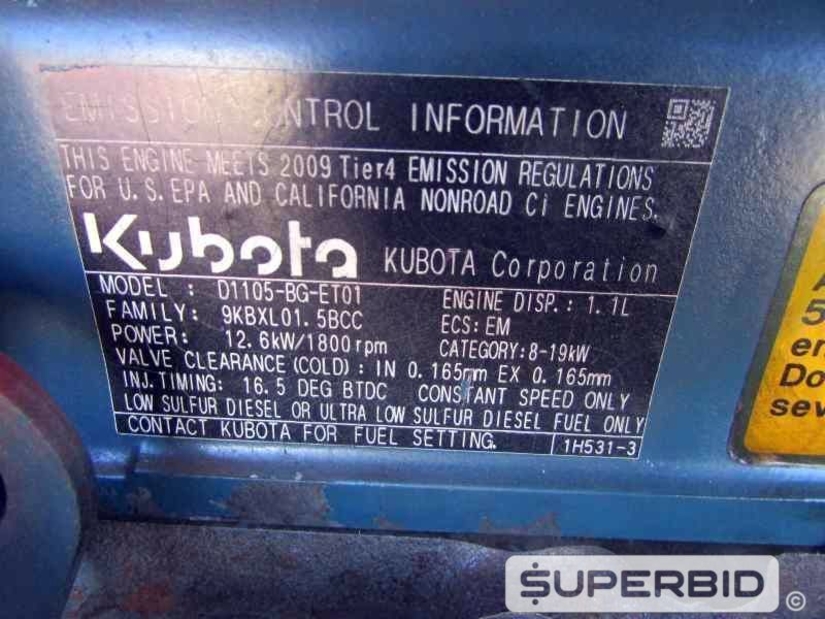 EMISSION CONTROL INFORMATION
THIS ENGINE MEETS 2009 Tier4 EMISSION REGULATIONS
FOR U.S. EPA AND CALIFORNIA NONROAD Ci ENGINES.
Kubota KUBOTA Corporation
MODEL : D1105-BG-ET01 ENGINE DISP.: 1.1L
FAMILY: 9KBXL01.5BCC ECS:EM
POWER: 12.6kW/1800rpm CATEGORY:8-19kW
VALVE CLEARANCE (COLD) : IN 0.165mm EX 0.165mm
INJ.TIMING: 16.5 DEG BTDC CONSTANT SPEED ONLY
LOW SULFUR DIESEL OR ULTRA LOW SULFUR DIESEL FUEL ONLY
CONTACT KUBOTA FOR FUEL SETTING. 1H531-3
A
5
en
Do
sev
SUPERBID ©